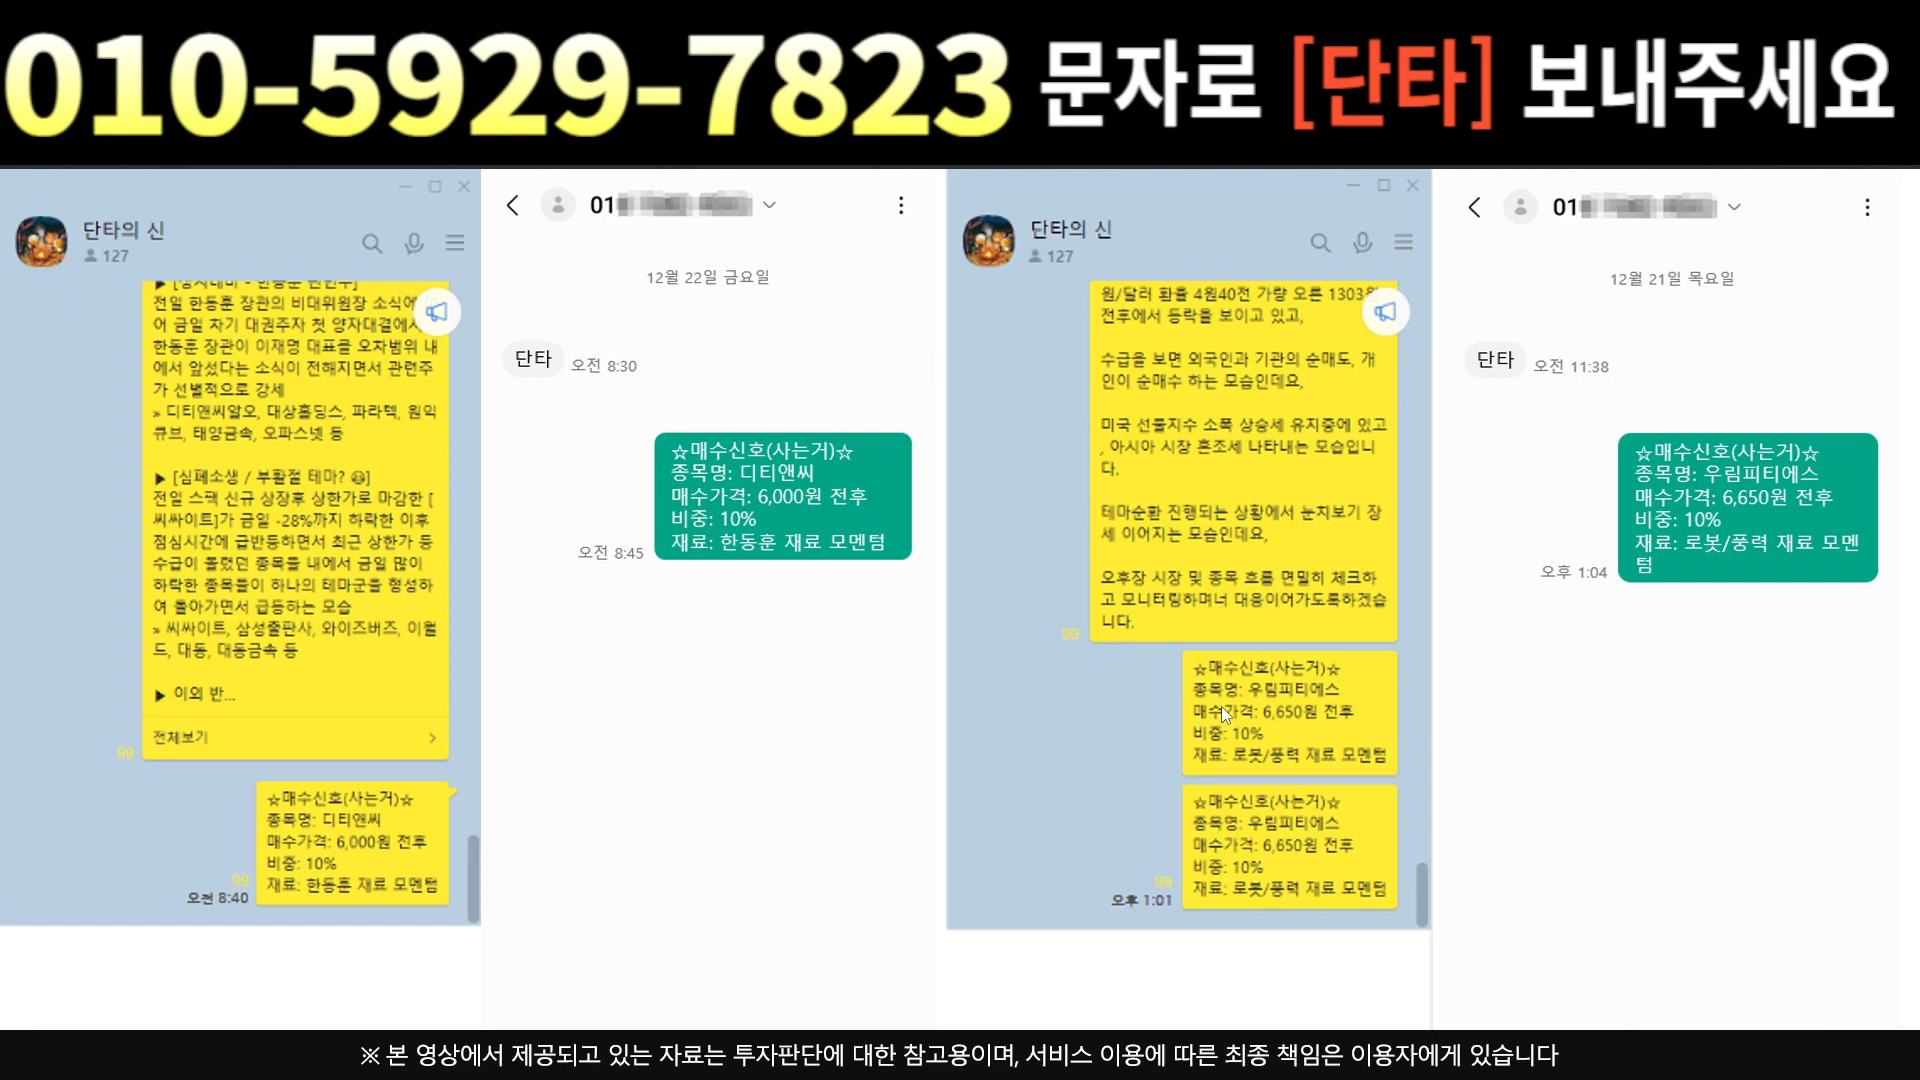 010-5929-7823 문자로 [단타] 보내주세요
단타의 신
127
전일 한동훈 장관의 비대위원장 소식에
어 금일 차기 대권주자 첫 양자대결에서
한동훈 장관이 이재명 대표를 오차범위 내
에서 앞섰다는 소식이 전해지면서 관련주
가 선별적으로 강세
» 디티앤씨알오, 대상홀딩스, 파라텍, 원익
큐브, 태양금속, 오파스넷 등
▶ [심폐소생 / 부활절 테마? 😅]
전일 스팩 신규 상장후 상한가로 마감한 [
씨싸이트]가 금일 -28%까지 하락한 이후
점심시간에 급반등하면서 최근 상한가 등
수급이 몰렸던 종목들 내에서 금일 많이
하락한 종목들이 하나의 테마군을 형성하
여 돌아가면서 급등하는 모습
» 씨싸이트, 삼성출판사, 와이즈버즈, 이월
드, 대동, 대동금속 등
▶ 이외 반...
전체보기
99
☆매수신호(사는거)☆
종목명: 디티앤씨
매수가격: 6,000원 전후
비중: 10%
재료: 한동훈 재료 모멘텀
99
오전 8:40
01
12월 22일 금요일
단타
오전 8:30
☆매수신호(사는거)☆
종목명: 디티앤씨
매수가격: 6,000원 전후
비중: 10%
재료: 한동훈 재료 모멘텀
오전 8:45
단타의 신
127
원/달러 환율 4원40전 가량 오른 1303원
전후에서 등락을 보이고 있고,
수급을 보면 외국인과 기관의 순매도, 개
인이 순매수 하는 모습인데요,
미국 선물지수 소폭 상승세 유지중에 있고
, 아시아 시장 혼조세 나타내는 모습입니
다.
테마순환 진행되는 상황에서 눈치보기 장
세 이어지는 모습인데요,
오후장 시장 및 종목 흐름 면밀히 체크하
고 모니터링하며너 대응이어가도록하겠습
니다.
99
☆매수신호(사는거)☆
종목명: 우림피티에스
매수가격: 6,650원 전후
비중: 10%
재료: 로봇/풍력 재료 모멘텀
☆매수신호(사는거)☆
종목명: 우림피티에스
매수가격: 6,650원 전후
비중: 10%
재료: 로봇/풍력 재료 모멘텀
99
오후 1:01
01
12월 21일 목요일
단타
오전 11:38
☆매수신호(사는거)☆
종목명: 우림피티에스
매수가격: 6,650원 전후
비중: 10%
재료: 로봇/풍력 재료 모멘
텀
오후 1:04
※ 본 영상에서 제공되고 있는 자료는 투자판단에 대한 참고용이며, 서비스 이용에 따른 최종 책임은 이용자에게 있습니다